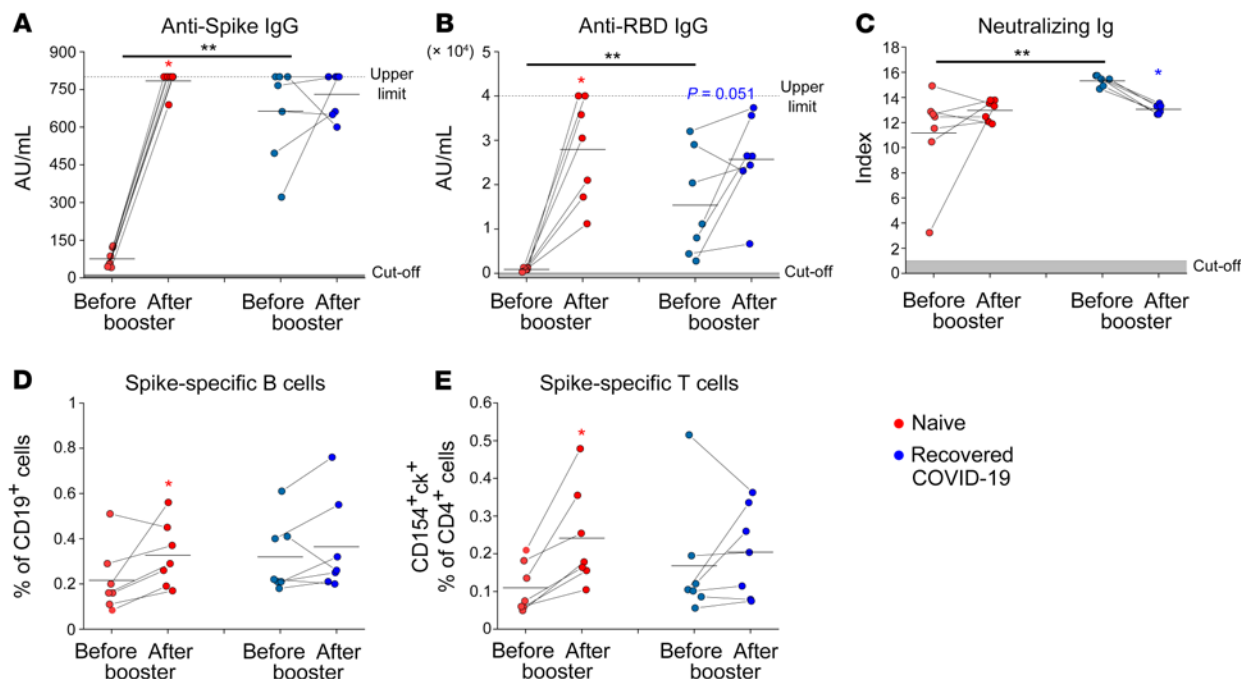 A
Anti-Spike IgG
AU/mL
900
750
600
450
300
150
0
**
*
Upper
limit
Cut-off
Before After
booster
Before After
booster
B
Anti-RBD IgG
(× 10⁴)
AU/mL
5
4
3
2
1
0
**
*
P = 0.051
Upper
limit
Cut-off
Before After
booster
Before After
booster
C
Neutralizing Ig
Index
18
16
14
12
10
8
6
4
2
1
0
**
*
Cut-off
Before After
booster
Before After
booster
D
Spike-specific B cells
% of CD19⁺ cells
1
0.8
0.6
0.4
0.2
0
*
Before After
booster
Before After
booster
E
Spike-specific T cells
CD154⁺ck⁺
% of CD4⁺ cells
0.6
0.5
0.4
0.3
0.2
0.1
0
*
Before After
booster
Before After
booster
Naive
Recovered
COVID-19